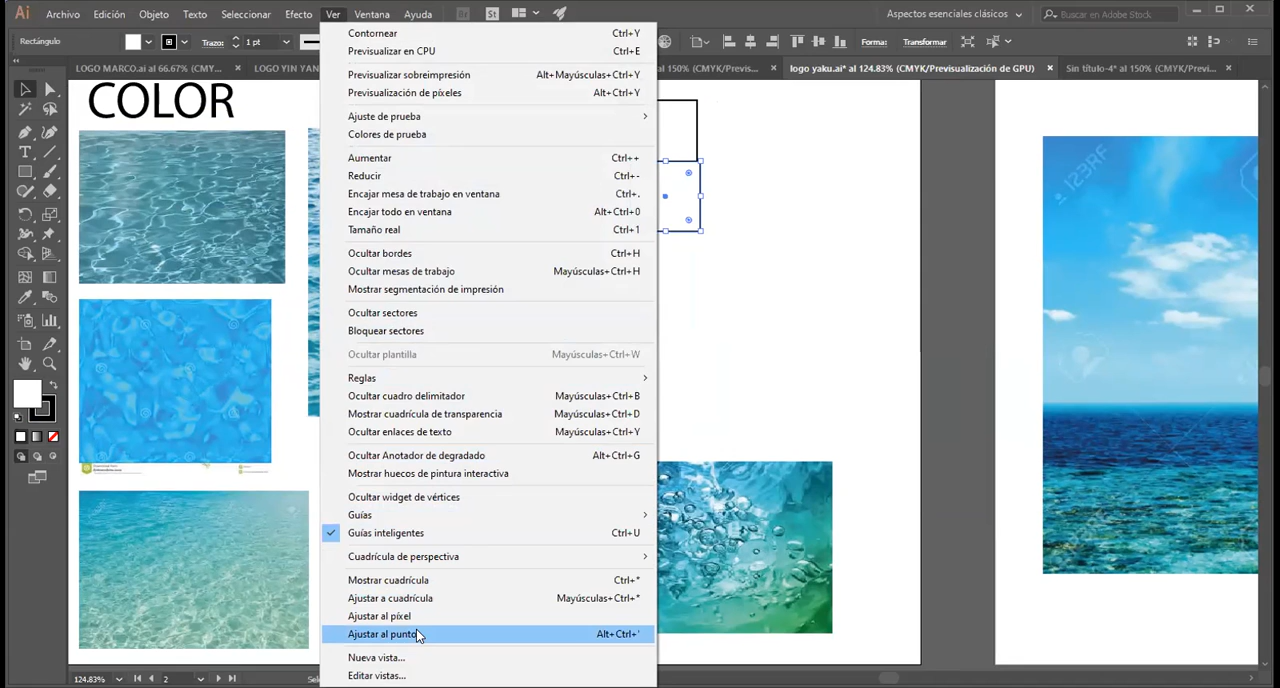 Ai Archivo Edición Objeto Texto Seleccionar Efecto Ver Ventana Ayuda Br St Aspectos esenciales clásicos Buscar en Adobe Stock
Rectángulo Trazo: 1 pt Forma: Transformar
LOGO MARCO.ai al 66.67% (CMY... × LOGO YIN YAN al 150% (CMYK/Previs... × logo yaku.ai* al 124.83% (CMYK/Previsualización de GPU) × Sin título-4* al 150% (CMYK/Previs... ×
COLOR
Contornear Ctrl+Y
Previsualizar en CPU Ctrl+E
Previsualizar sobreimpresión Alt+Mayúsculas+Ctrl+Y
Previsualización de píxeles Alt+Ctrl+Y
Ajuste de prueba
Colores de prueba
Aumentar Ctrl++
Reducir Ctrl+-
Encajar mesa de trabajo en ventana Ctrl+.
Encajar todo en ventana Alt+Ctrl+0
Tamaño real Ctrl+1
Ocultar bordes Ctrl+H
Ocultar mesas de trabajo Mayúsculas+Ctrl+H
Mostrar segmentación de impresión
Ocultar sectores
Bloquear sectores
Ocultar plantilla Mayúsculas+Ctrl+W
Reglas
Ocultar cuadro delimitador Mayúsculas+Ctrl+B
Mostrar cuadrícula de transparencia Mayúsculas+Ctrl+D
Ocultar enlaces de texto Mayúsculas+Ctrl+Y
Ocultar Anotador de degradado Alt+Ctrl+G
Mostrar huecos de pintura interactiva
Ocultar widget de vértices
Guías
Guías inteligentes Ctrl+U
Cuadrícula de perspectiva
Mostrar cuadrícula Ctrl+*
Ajustar a cuadrícula Mayúsculas+Ctrl+*
Ajustar al píxel
Ajustar al punto Alt+Ctrl+'
Nueva vista...
Editar vistas...
123RF
124.83% 2 Sel